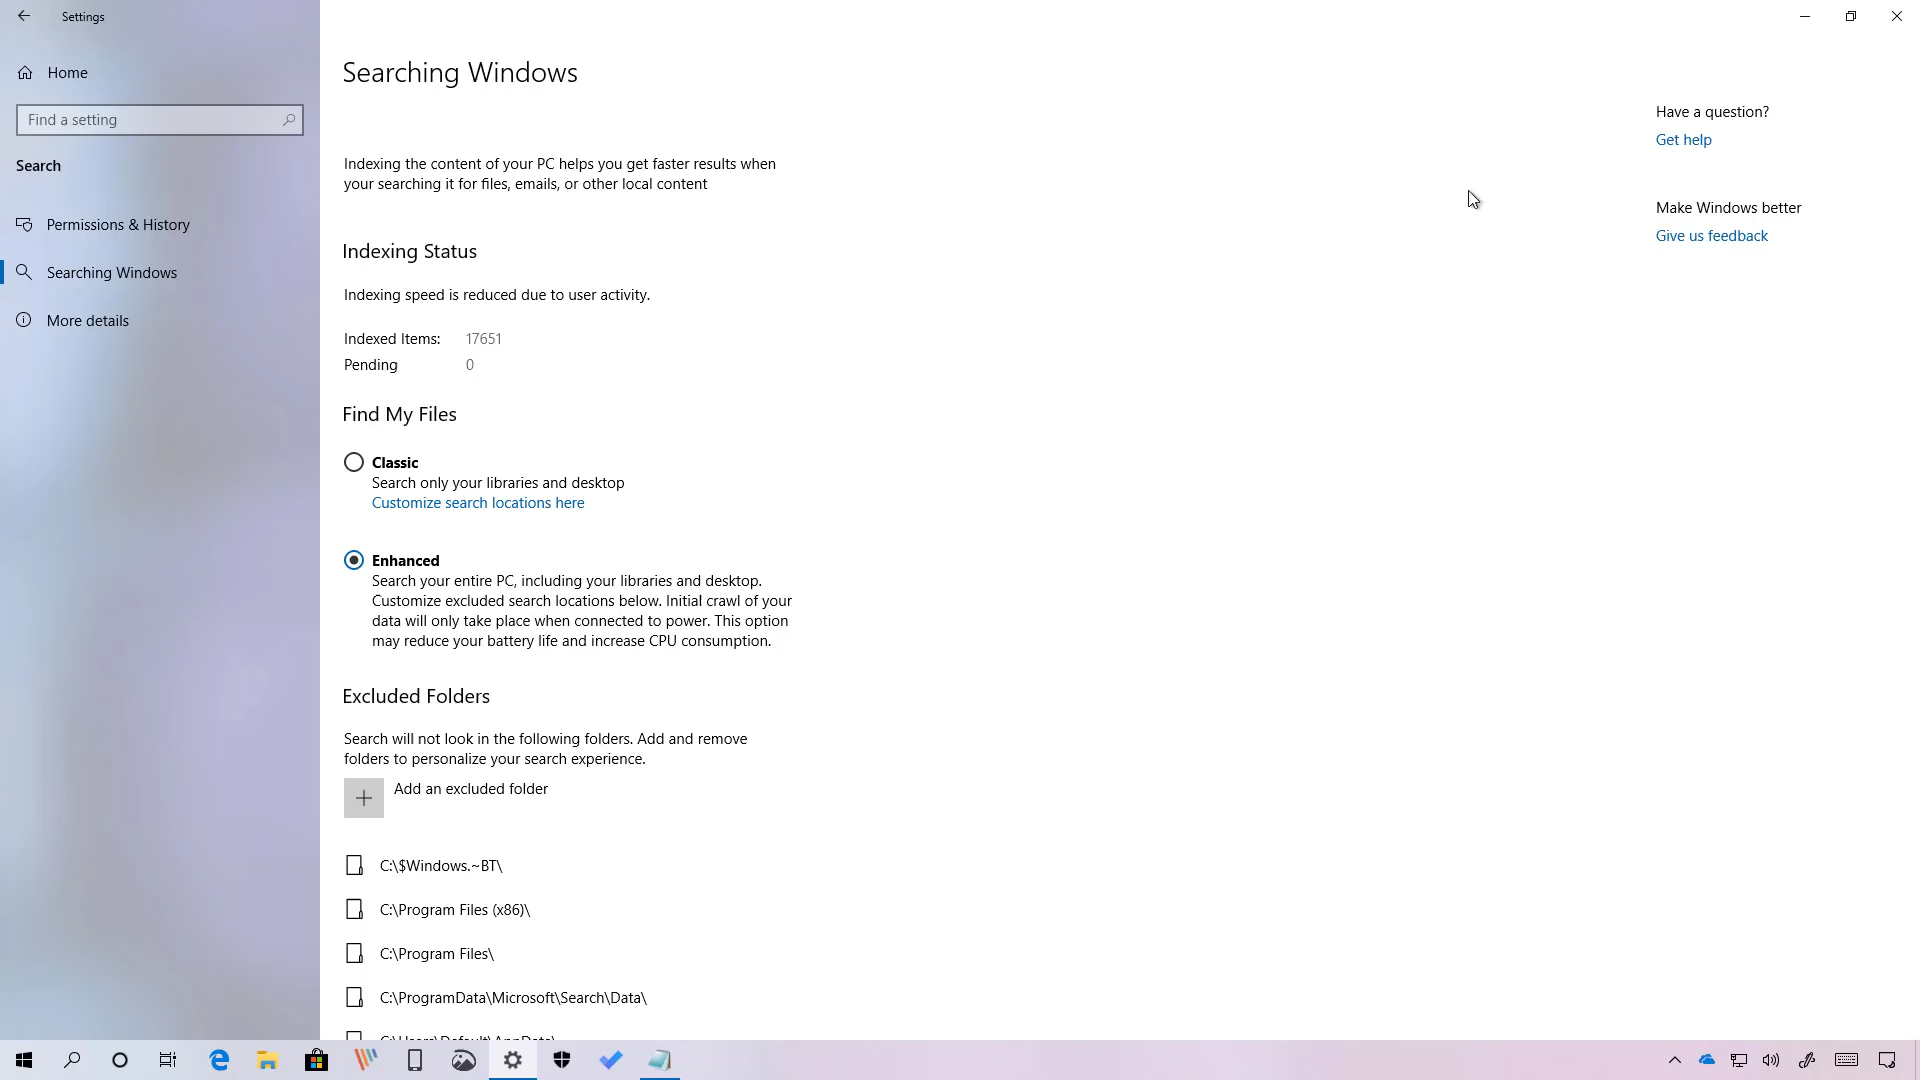 Settings
Home
Find a setting
Search
Permissions & History
Searching Windows
More details
Searching Windows
Indexing the content of your PC helps you get faster results when
your searching it for files, emails, or other local content
Indexing Status
Indexing speed is reduced due to user activity.
Indexed Items: 17651
Pending 0
Find My Files
Classic
Search only your libraries and desktop
Customize search locations here
Enhanced
Search your entire PC, including your libraries and desktop.
Customize excluded search locations below. Initial crawl of your
data will only take place when connected to power. This option
may reduce your battery life and increase CPU consumption.
Excluded Folders
Search will not look in the following folders. Add and remove
folders to personalize your search experience.
Add an excluded folder
C:\$Windows.~BT\
C:\Program Files (x86)\
C:\Program Files\
C:\ProgramData\Microsoft\Search\Data\
C:\Users\Default\AppData\
Have a question?
Get help
Make Windows better
Give us feedback